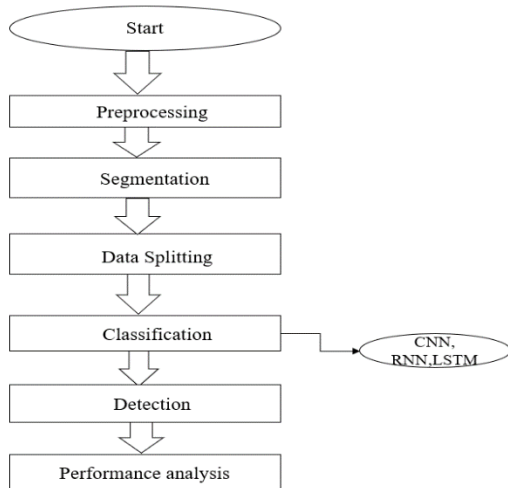 Start
Preprocessing
Segmentation
Data Splitting
Classification
CNN,
RNN,LSTM
Detection
Performance analysis